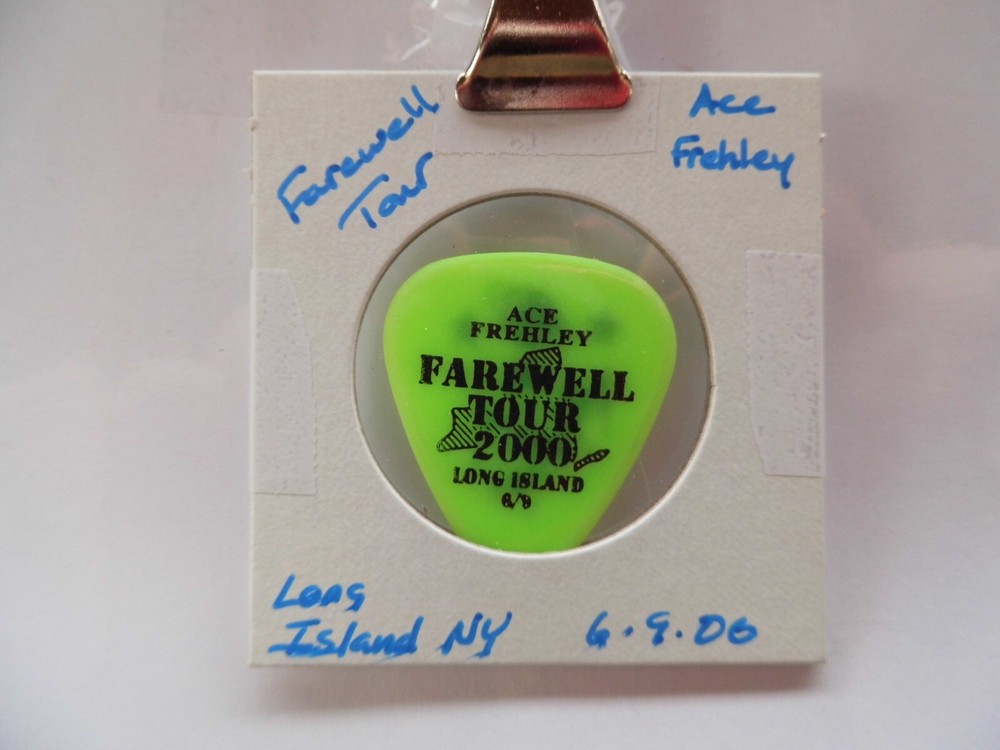 Farewell
Tour
Ace
Frehley
ACE
FREHLEY
FAREWELL
TOUR
2000
LONG ISLAND
6/9
Long
Island NY
6.9.00